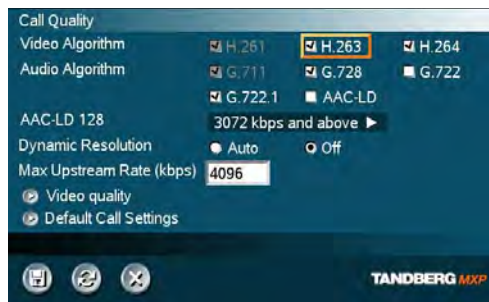 Call Quality
Video Algorithm H.261 H.263 H.264
Audio Algorithm G.711 G.728 G.722
G.722.1 AAC-LD
AAC-LD 128 3072 kbps and above
Dynamic Resolution Auto Off
Max Upstream Rate (kbps) 4096
Video quality
Default Call Settings
TANDBERG MXP